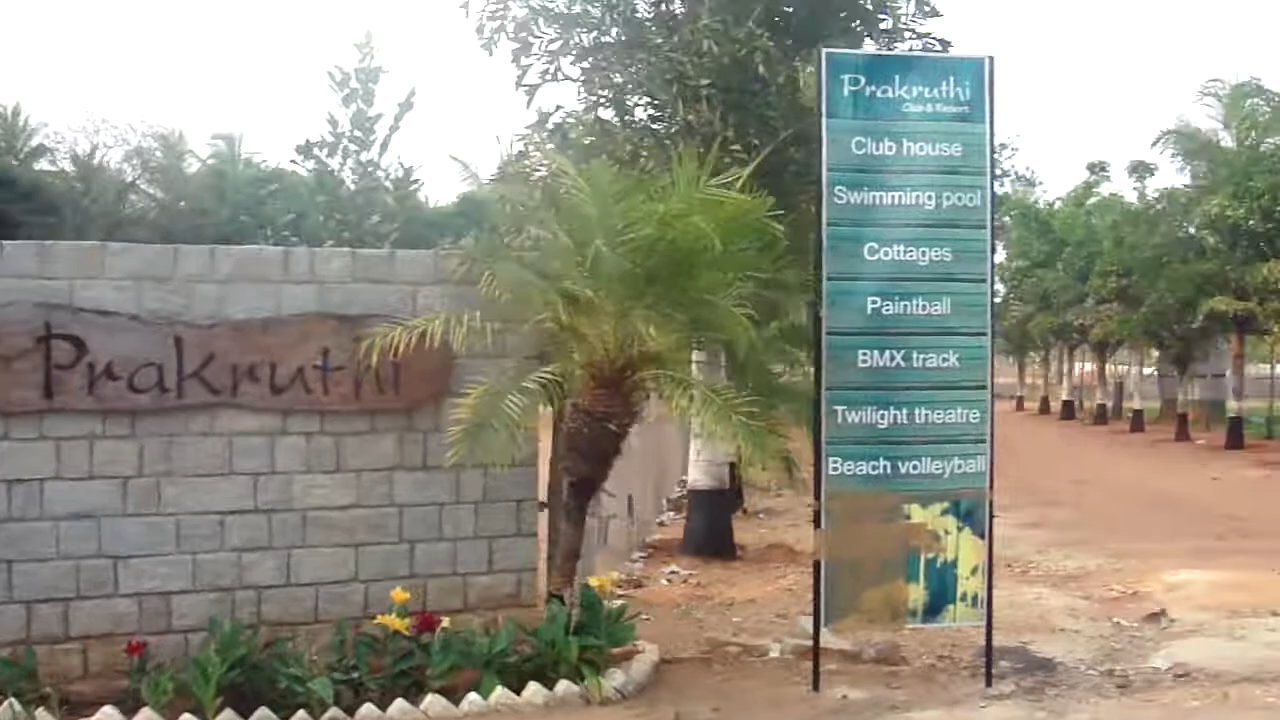 Prakruthi
Prakruthi
Club & Resort
Club house
Swimming pool
Cottages
Paintball
BMX track
Twilight theatre
Beach volleyball